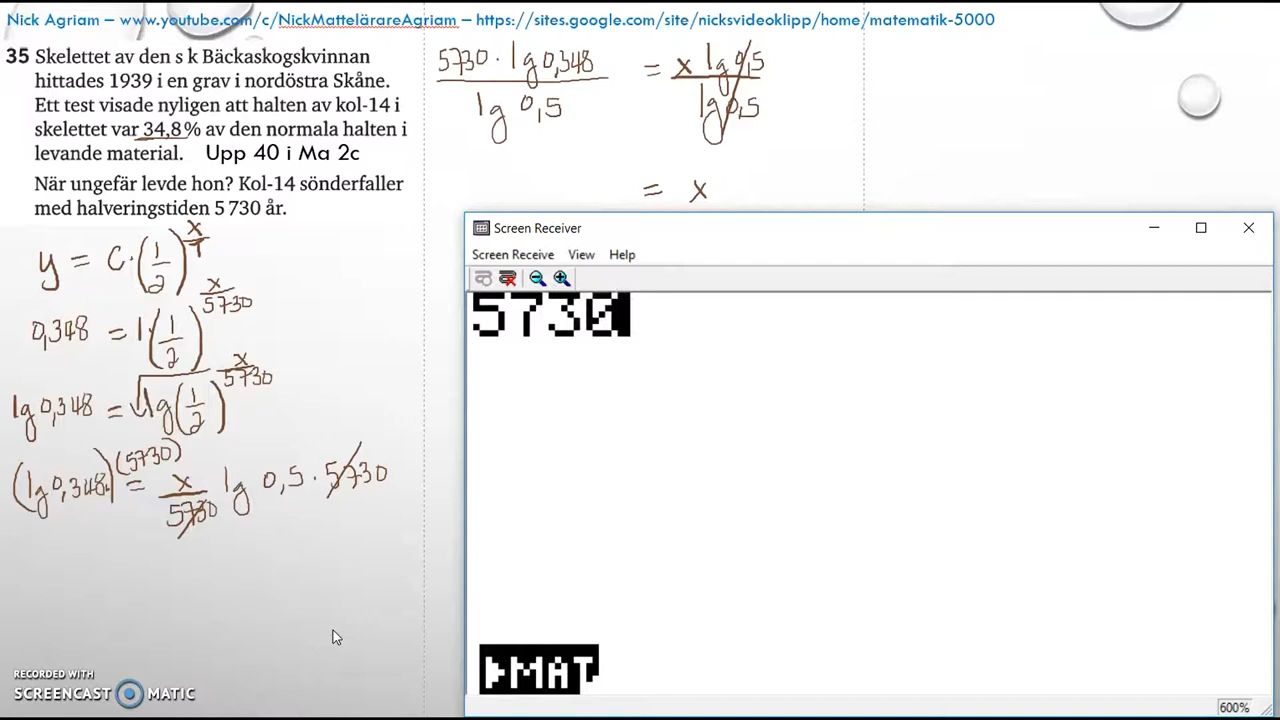 Nick Agriam – www.youtube.com/c/NickMattelärareAgriam – https://sites.google.com/site/nicksvideoklipp/home/matematik-5000
35 Skelettet av den s k Bäckaskogskvinnan
hittades 1939 i en grav i nordöstra Skåne.
Ett test visade nyligen att halten av kol-14 i
skelettet var 34,8% av den normala halten i
levande material. Upp 40 i Ma 2c
När ungefär levde hon? Kol-14 sönderfaller
med halveringstiden 5 730 år.
y = C·(1/2)^(x/T)
0,348 = 1·(1/2)^(x/5730)
lg 0,348 = lg(1/2)^(x/5730)
(lg 0,348)(5730) = x/5730 lg 0,5 · 5730
5730 · lg 0,348 / lg 0,5 = x lg 0,5 / lg 0,5
= x
Screen Receiver
Screen Receive View Help
5730
▶MAT
600%
RECORDED WITH
SCREENCAST MATIC